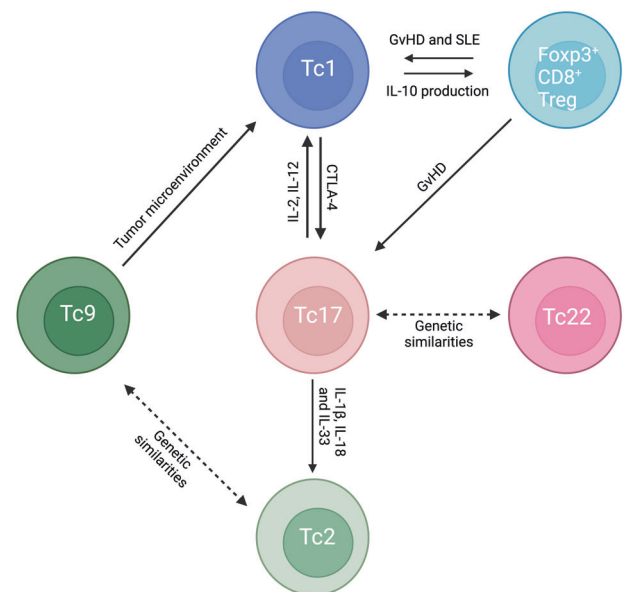 GvHD and SLE
Tc1
Foxp3⁺
CD8⁺
Treg
IL-10 production
Tumor microenvironment
IL-2, IL-12
CTLA-4
GvHD
Tc9
Tc17
Tc22
Genetic
similarities
IL-1β, IL-18
and IL-33
Genetic
similarities
Tc2